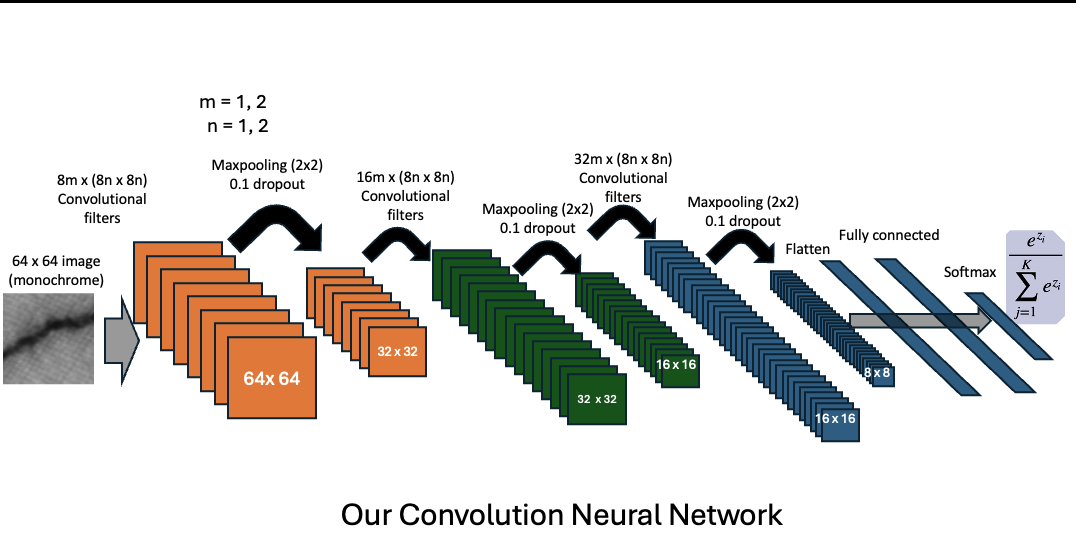 m = 1, 2
n = 1, 2
8m x (8n x 8n)
Convolutional
filters
Maxpooling (2x2)
0.1 dropout
16m x (8n x 8n)
Convolutional
filters
Maxpooling (2x2)
0.1 dropout
32m x (8n x 8n)
Convolutional
filters
Maxpooling (2x2)
0.1 dropout
Flatten
Fully connected
Softmax
e^{z_i}
K
∑ e^{z_i}
j=1
64 x 64 image
(monochrome)
64x 64
32 x 32
32 x 32
16 x 16
16 x 16
8 x 8
Our Convolution Neural Network